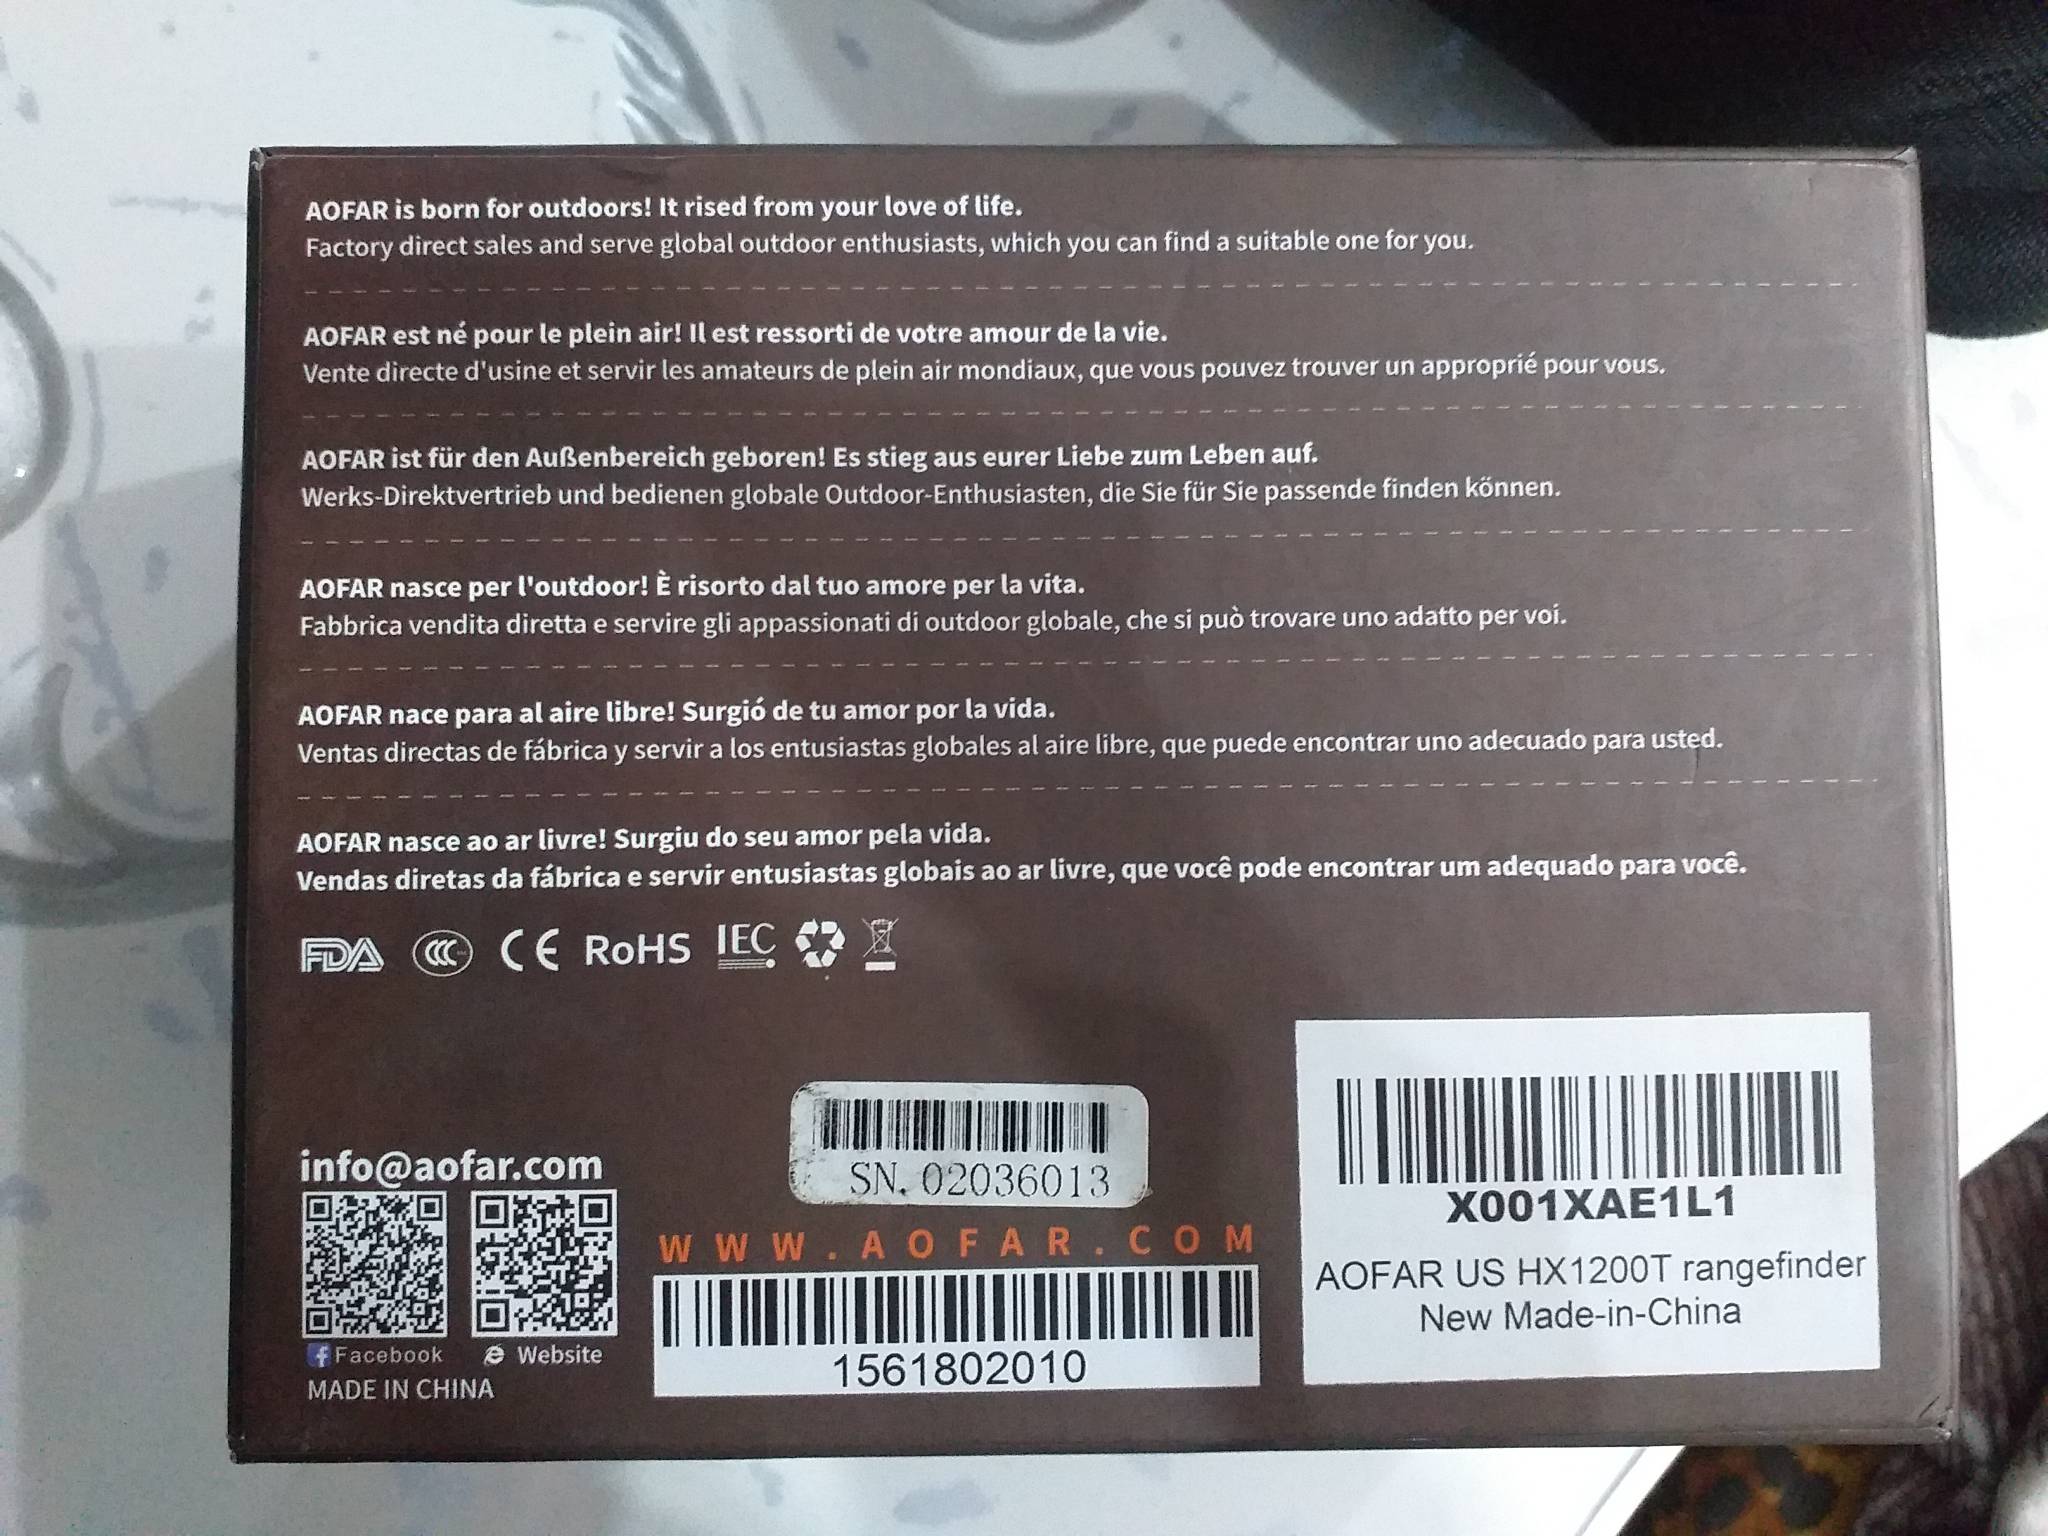 AOFAR is born for outdoors! It rised from your love of life.
Factory direct sales and serve global outdoor enthusiasts, which you can find a suitable one for you.
AOFAR est né pour le plein air! Il est ressorti de votre amour de la vie.
Vente directe d'usine et servir les amateurs de plein air mondiaux, que vous pouvez trouver un approprié pour vous.
AOFAR ist für den Außenbereich geboren! Es stieg aus eurer Liebe zum Leben auf.
Werks-Direktvertrieb und bedienen globale Outdoor-Enthusiasten, die Sie für Sie passende finden können.
AOFAR nasce per l'outdoor! È risorto dal tuo amore per la vita.
Fabbrica vendita diretta e servire gli appassionati di outdoor globale, che si può trovare uno adatto per voi.
AOFAR nace para al aire libre! Surgió de tu amor por la vida.
Ventas directas de fábrica y servir a los entusiastas globales al aire libre, que puede encontrar uno adecuado para usted.
AOFAR nasce ao ar livre! Surgiu do seu amor pela vida.
Vendas diretas da fábrica e servir entusiastas globais ao ar livre, que você pode encontrar um adequado para você.
FDA CCC CE RoHS IEC
info@aofar.com
Facebook Website
MADE IN CHINA
SN. 02036013
WWW.AOFAR.COM
1561802010
X001XAE1L1
AOFAR US HX1200T rangefinder
New Made-in-China